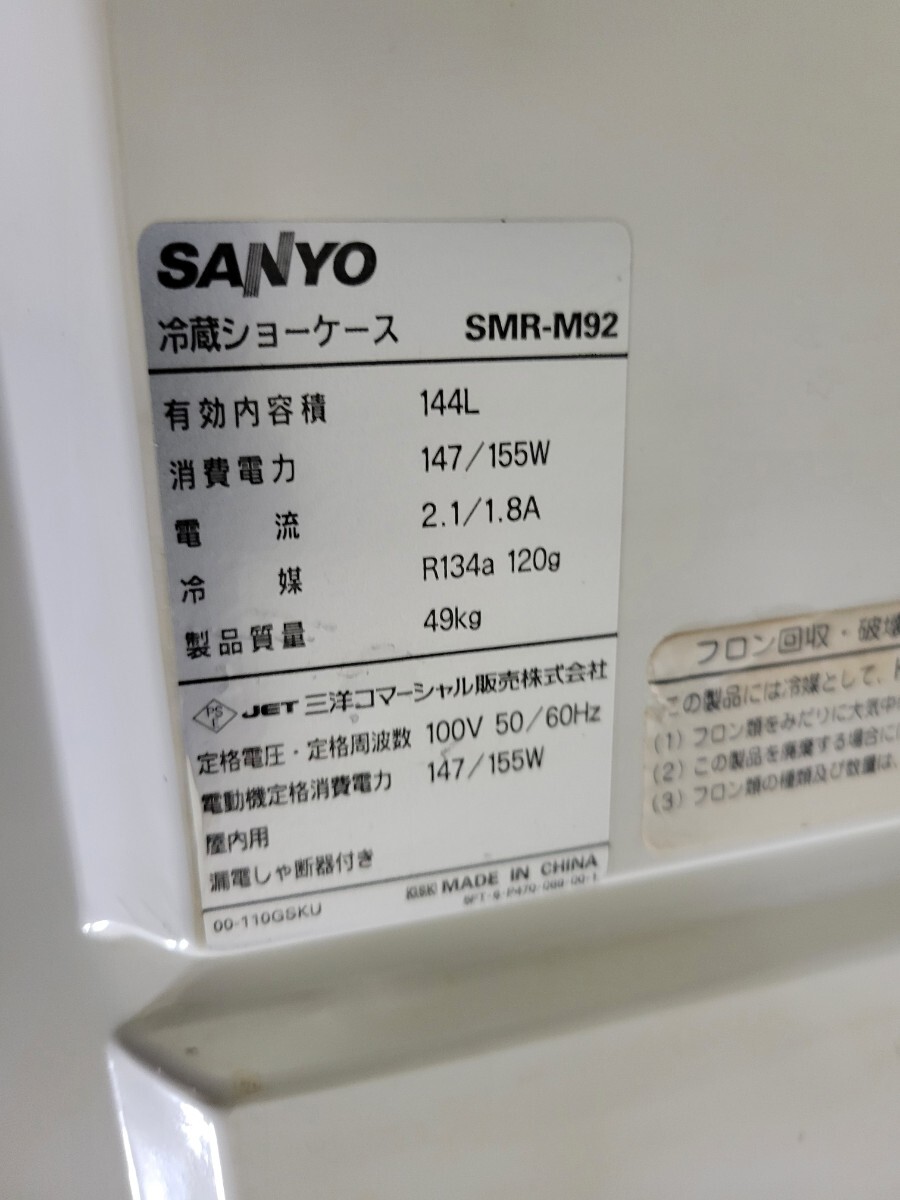 SANYO
冷蔵ショーケース SMR-M92
有効内容積 144L
消費電力 147/155W
電流 2.1/1.8A
冷媒 R134a 120g
製品質量 49kg
PS E JET 三洋コマーシャル販売株式会社
定格電圧・定格周波数 100V 50/60Hz
電動機定格消費電力 147/155W
屋内用
漏電しゃ断器付き
MADE IN CHINA
00-110GSKU
フロン回収・破壊
この製品には冷媒として、
(1) フロン類をみだりに大気中
(2) この製品を廃棄する場合に
(3) フロン類の種類及び数量は、